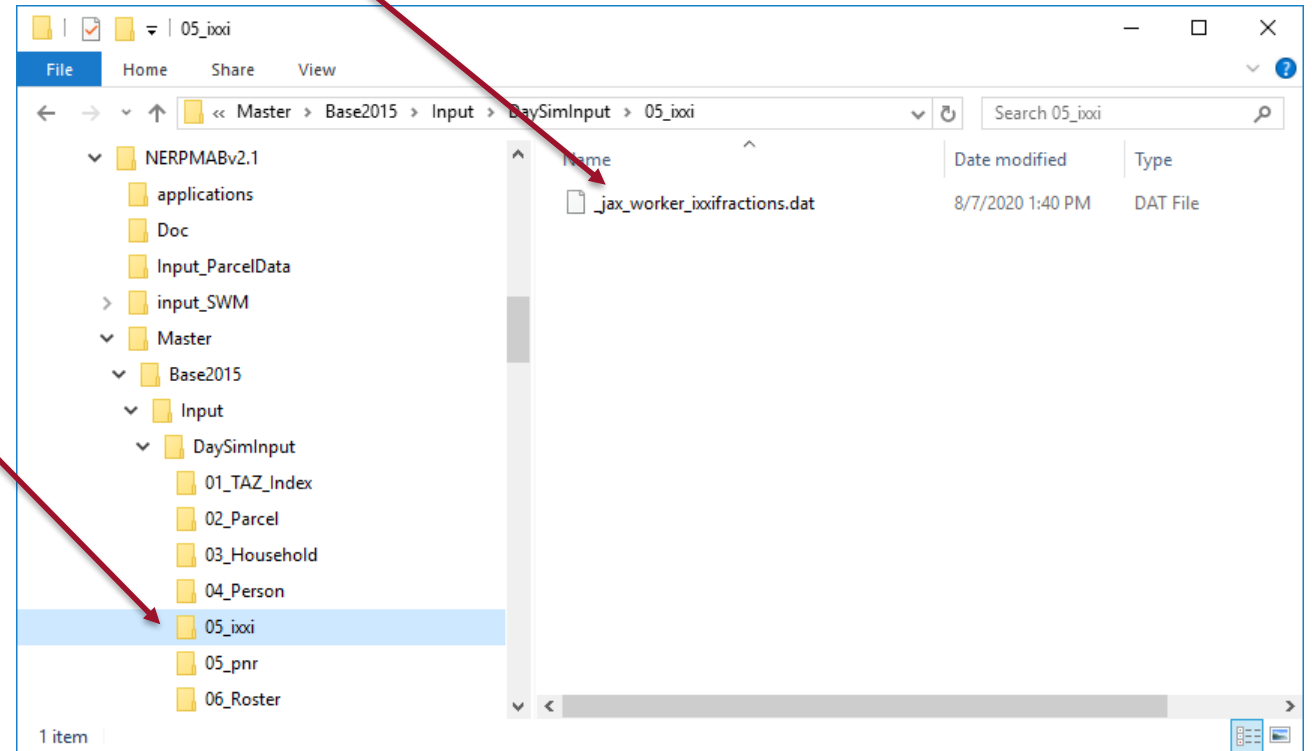 05_ixxi
File Home Share View
« Master > Base2015 > Input > DaySimInput > 05_ixxi
Search 05_ixxi
NERPMABv2.1
applications
Doc
Input_ParcelData
input_SWM
Master
Base2015
Input
DaySimInput
01_TAZ_Index
02_Parcel
03_Household
04_Person
05_ixxi
05_pnr
06_Roster
Name Date modified Type
_jax_worker_ixxifractions.dat 8/7/2020 1:40 PM DAT File
1 item